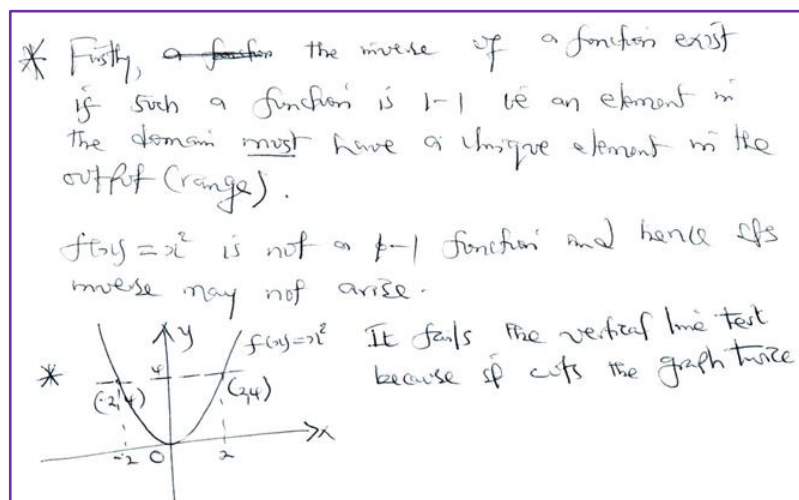 * Firstly, a function the inverse of a function exist
if such a function is 1-1 ie an element in
the domain must have a unique element in the
output (range).
f(x) = x² is not a 1-1 function and hence its
inverse may not arise.
y f(x)=x² It fails the vertical line test
* 4 because it cuts the graph twice
(-2,4) (2,4)
x
-2 0 2